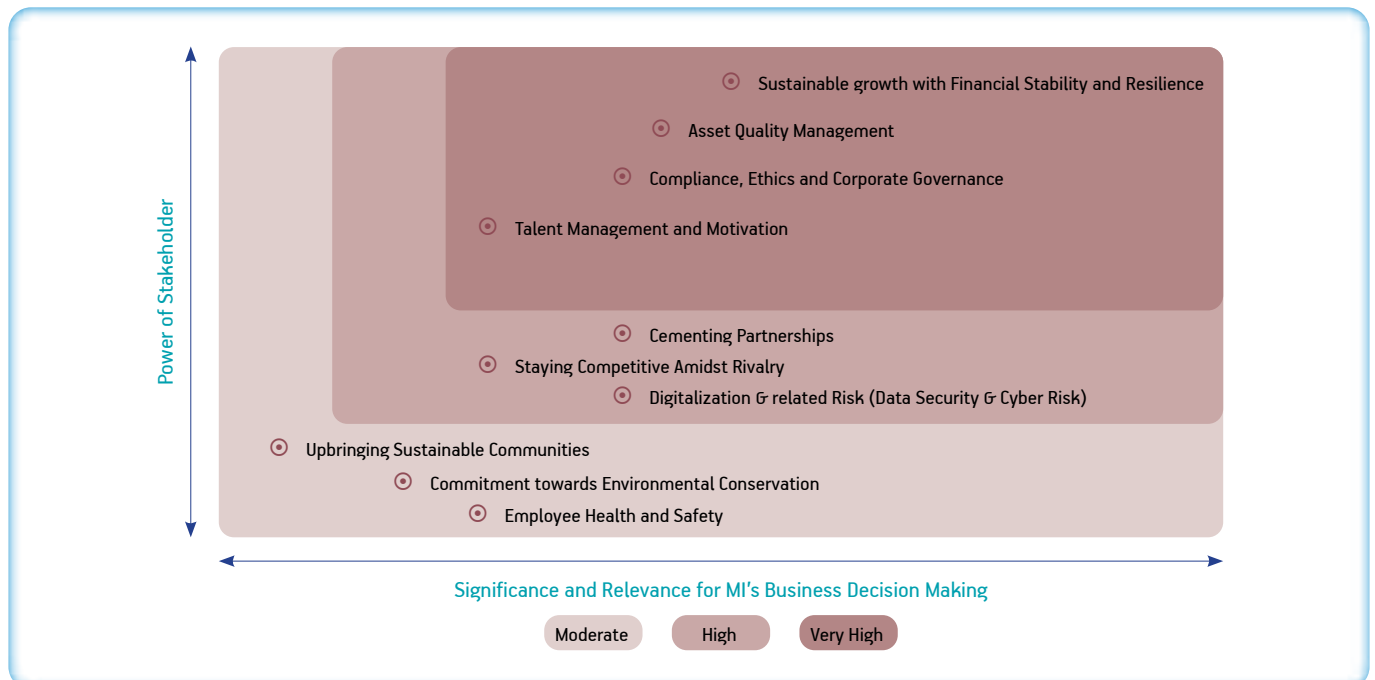 Power of Stakeholder
Sustainable growth with Financial Stability and Resilience
Asset Quality Management
Compliance, Ethics and Corporate Governance
Talent Management and Motivation
Cementing Partnerships
Staying Competitive Amidst Rivalry
Digitalization & related Risk (Data Security & Cyber Risk)
Upbringing Sustainable Communities
Commitment towards Environmental Conservation
Employee Health and Safety
Significance and Relevance for MI's Business Decision Making
Moderate
High
Very High